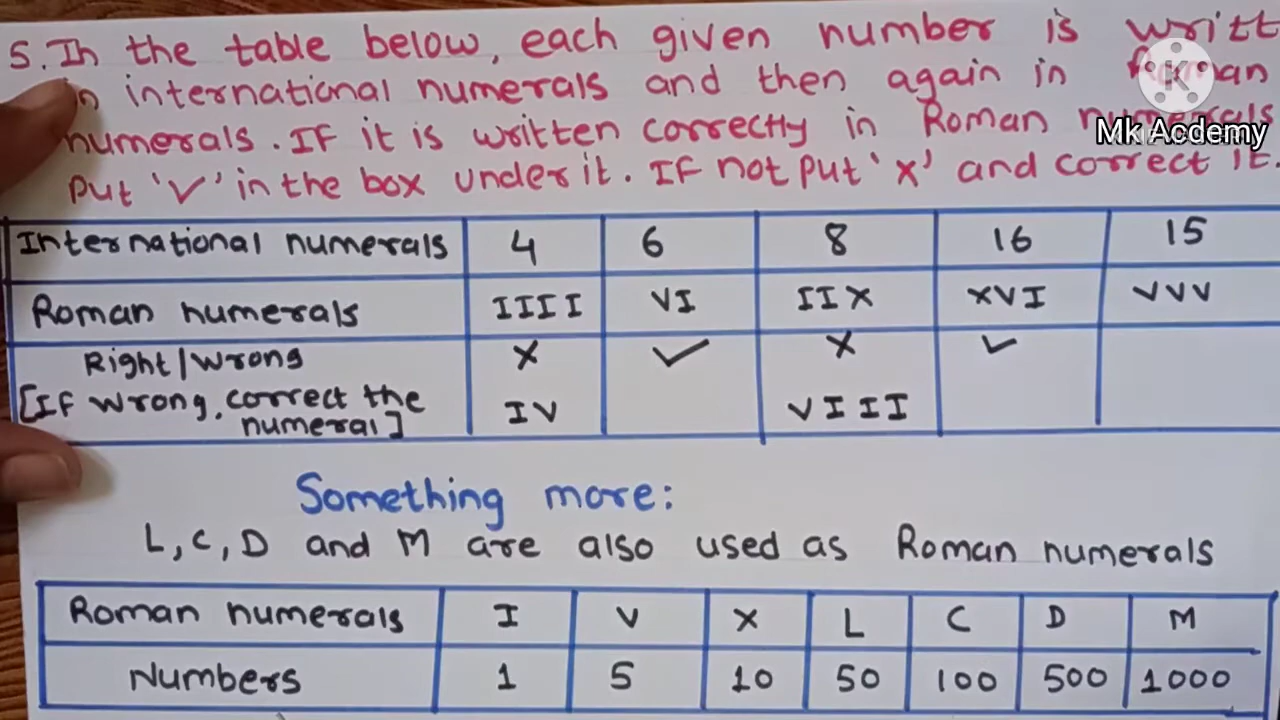 5. In the table below, each given number is writt
in international numerals and then again in Roman
numerals. IF it is written correctly in Roman numerals
put '✓' in the box under it. IF not put 'x' and correct it.
Mk Acdemy
International numerals 4 6 8 16 15
Roman numerals IIII VI IIX XVI VVV
Right/Wrong X ✓ X ✓
[IF wrong, correct the IV VIII
numeral]
Something more:
L, C, D and M are also used as Roman numerals
Roman numerals I V X L C D M
Numbers 1 5 10 50 100 500 1000